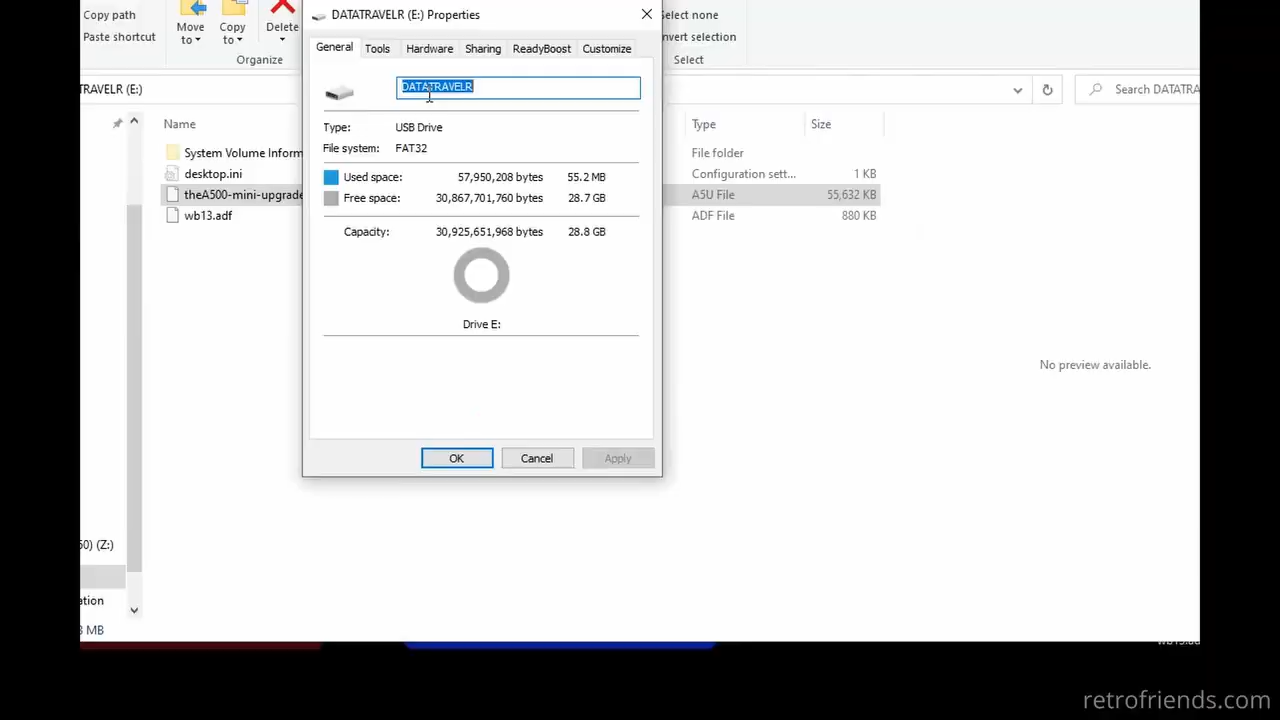 DATATRAVELR (E:) Properties
Copy path
Paste shortcut
Move to
Copy to
Delete
Organize
Select none
nvert selection
Select
General
Tools
Hardware
Sharing
ReadyBoost
Customize
TRAVELR (E:)
Search DATATRA
DATATRAVELR
Name
Type
Size
Type: USB Drive
File system: FAT32
System Volume Inform
File folder
desktop.ini
Configuration sett...
1 KB
theA500-mini-upgrade
A5U File
55,632 KB
wb13.adf
ADF File
880 KB
Used space: 57,950,208 bytes 55.2 MB
Free space: 30,867,701,760 bytes 28.7 GB
Capacity: 30,925,651,968 bytes 28.8 GB
Drive E:
No preview available.
OK
Cancel
Apply
(Z:)
ation
MB
retrofriends.com